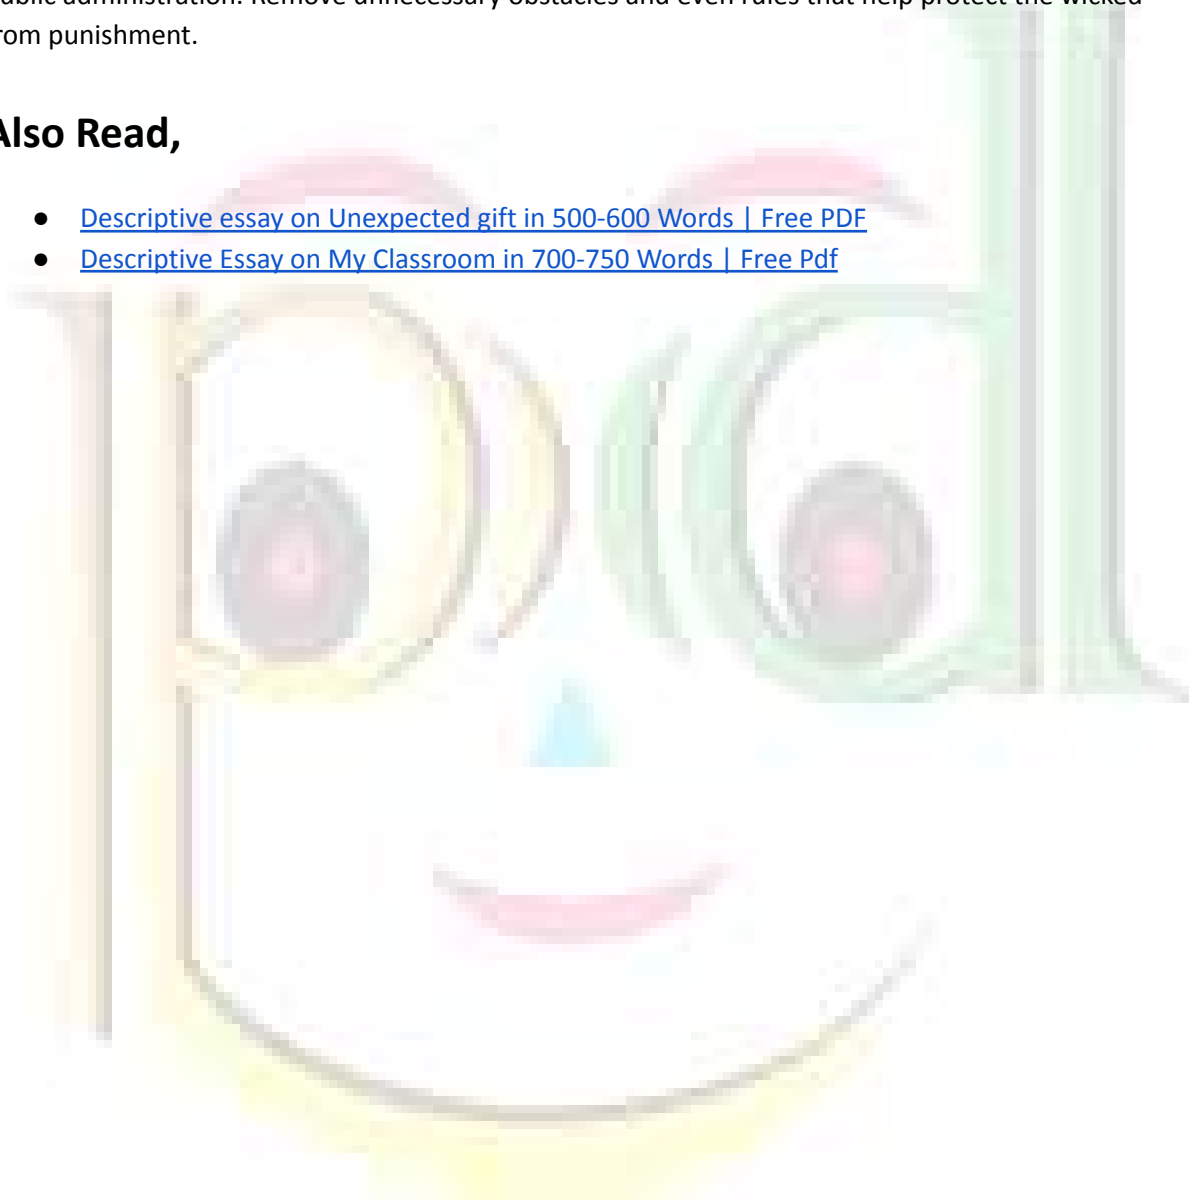 ublic administration. Remove unnecessary obstacles and even rules that help protect the wicked
rom punishment.
Also Read,
● Descriptive essay on Unexpected gift in 500-600 Words | Free PDF
● Descriptive Essay on My Classroom in 700-750 Words | Free Pdf